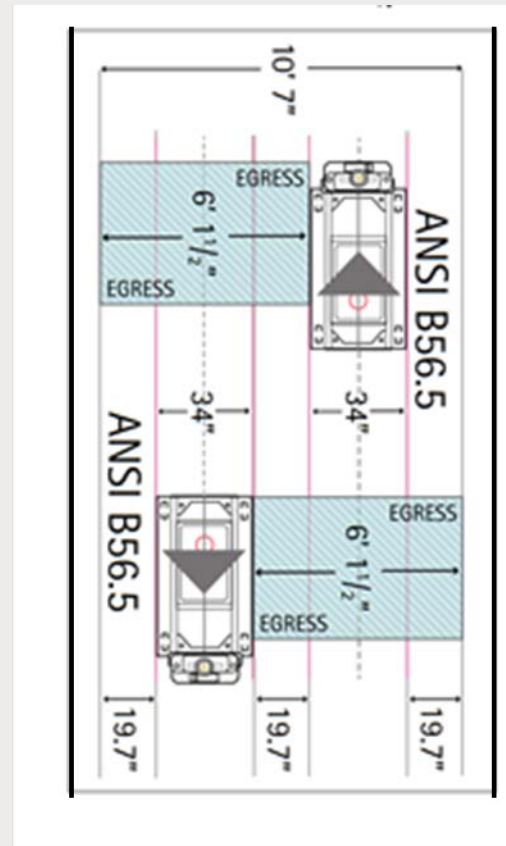 10' 7"
EGRESS
6' 1 1/2"
EGRESS
ANSI B56.5
34"
34"
ANSI B56.5
EGRESS
6' 1 1/2"
EGRESS
19.7"
19.7"
19.7"